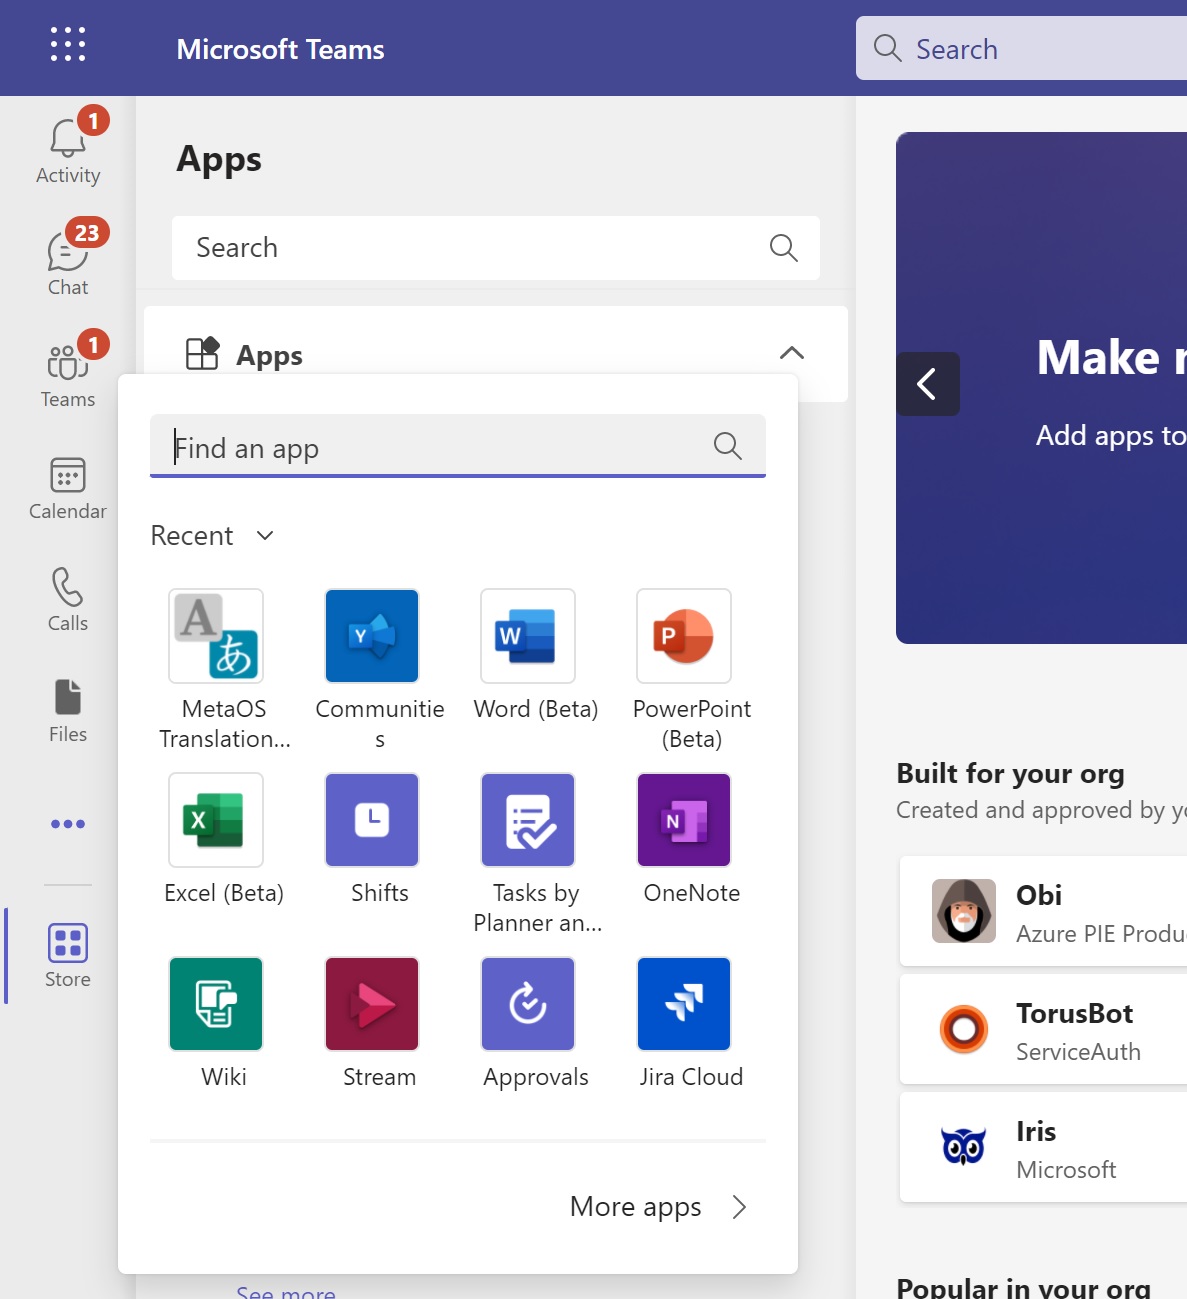 Microsoft Teams
Search
1
Activity
23
Chat
1
Teams
Calendar
Calls
Files
Store
Apps
Search
Apps
Find an app
Recent
A
あ
MetaOS
Translation...
Y
Communitie
s
W
Word (Beta)
P
PowerPoint
(Beta)
X
Excel (Beta)
Shifts
Tasks by
Planner an...
N
OneNote
Wiki
Stream
Approvals
Jira Cloud
More apps
See more
Make
Add apps to
Built for your org
Created and approved by
Obi
Azure PIE
TorusBot
ServiceAuth
Iris
Microsoft
Popular in your org